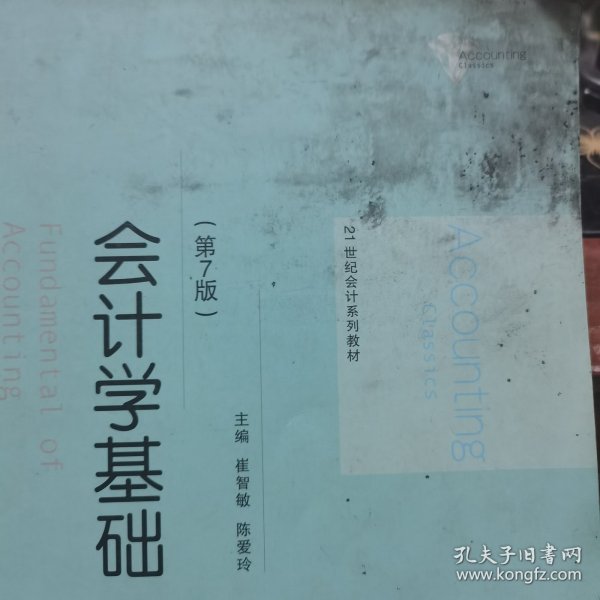 Accounting
Classics
21世纪会计系列教材
Accounting
Classics
(第7版)
会计学基础
Fundamental of
Accounting
主编 崔智敏 陈爱玲
孔夫子旧书网
www.kongfz.com